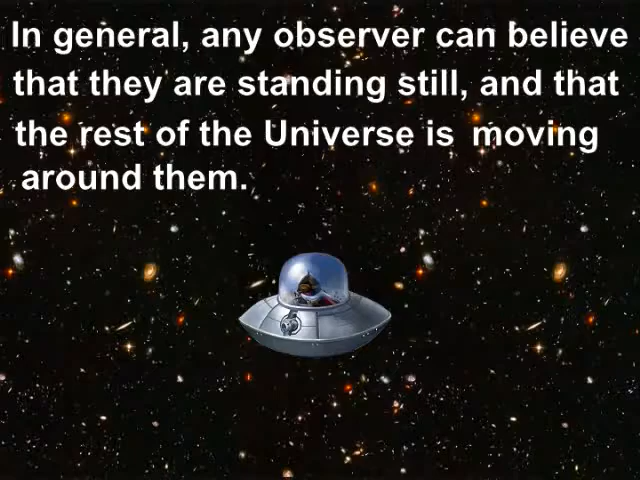 In general, any observer can believe
that they are standing still, and that
the rest of the Universe is moving
around them.